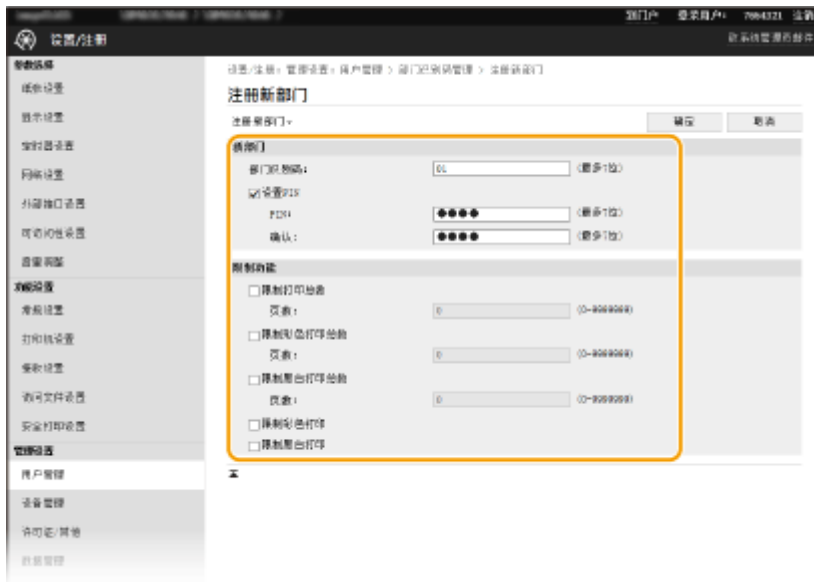 到门户 登录用户: 7654321 注销
设置/注册
致系统管理员邮件
参数选择
纸张设置
显示设置
定时器设置
网络设置
外部接口设置
可访问性设置
音量调整
功能设置
常规设置
打印机设置
接收设置
访问文件设置
安全打印设置
管理设置
用户管理
设备管理
许可证/其他
数据管理
设置/注册: 管理设置: 用户管理 > 部门识别码管理 > 注册新部门
注册新部门
注册新部门
确定 取消
新部门
部门识别码: 01 (最多7位)
设置PIN
PIN: ●●●● (最多7位)
确认: ●●●● (最多7位)
限制功能
限制打印总数
页数: 0 (0-9999999)
限制彩色打印总数
页数: 0 (0-9999999)
限制黑白打印总数
页数: 0 (0-9999999)
限制彩色打印
限制黑白打印